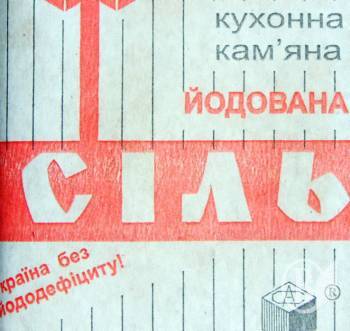 кухонна
кам'яна
ЙОДОВАНА
СІЛЬ
країна без
йододефіциту!
®